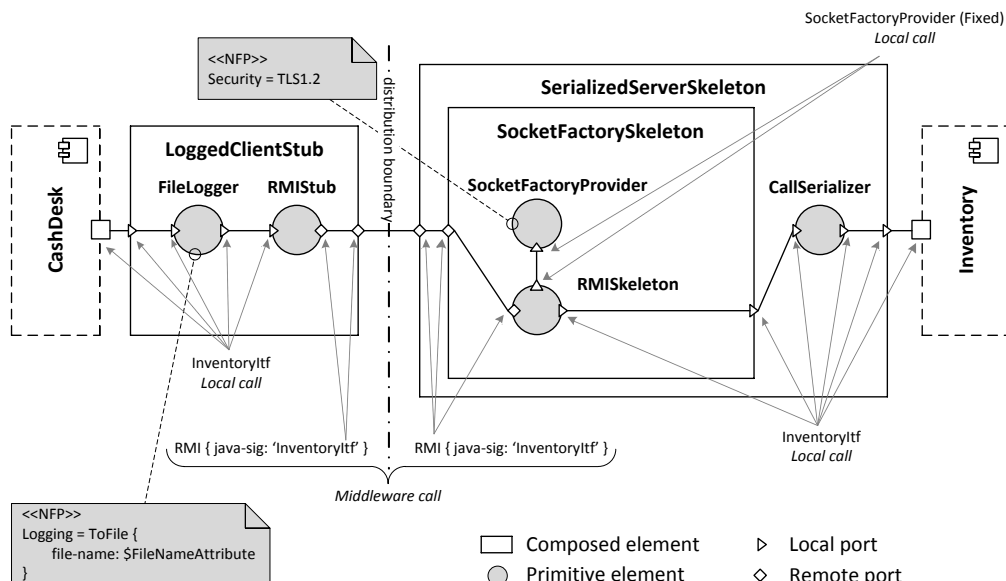 SocketFactoryProvider (Fixed)
Local call
<<NFP>>
Security = TLS1.2
distribution boundary
SerializedServerSkeleton
SocketFactorySkeleton
LoggedClientStub
FileLogger
RMIStub
SocketFactoryProvider
CallSerializer
CashDesk
Inventory
RMISkeleton
InventoryItf
Local call
RMI { java-sig: ‘InventoryItf’ }
RMI { java-sig: ‘InventoryItf’ }
InventoryItf
Local call
Middleware call
<<NFP>>
Logging = ToFile {
file-name: $FileNameAttribute
}
Composed element
Local port
Primitive element
Remote port